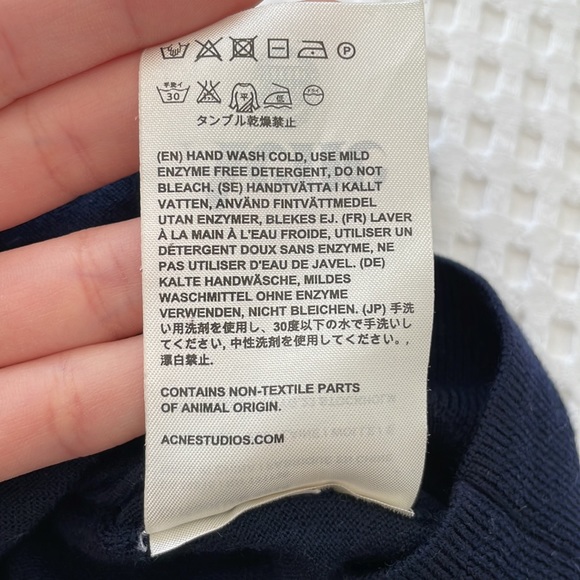 P
手洗イ 30 平 ドライ
タンブル乾燥禁止
(EN) HAND WASH COLD, USE MILD
ENZYME FREE DETERGENT, DO NOT
BLEACH. (SE) HANDTVÄTTA I KALLT
VATTEN, ANVÄND FINTVÄTTMEDEL
UTAN ENZYMER, BLEKES EJ. (FR) LAVER
À LA MAIN À L'EAU FROIDE, UTILISER UN
DÉTERGENT DOUX SANS ENZYME, NE
PAS UTILISER D'EAU DE JAVEL. (DE)
KALTE HANDWÄSCHE, MILDES
WASCHMITTEL OHNE ENZYME
VERWENDEN, NICHT BLEICHEN. (JP) 手洗
い用洗剤を使用し、30度以下の水で手洗いし
てください, 中性洗剤を使用してください。,
漂白禁止.
CONTAINS NON-TEXTILE PARTS
OF ANIMAL ORIGIN.
ACNESTUDIOS.COM